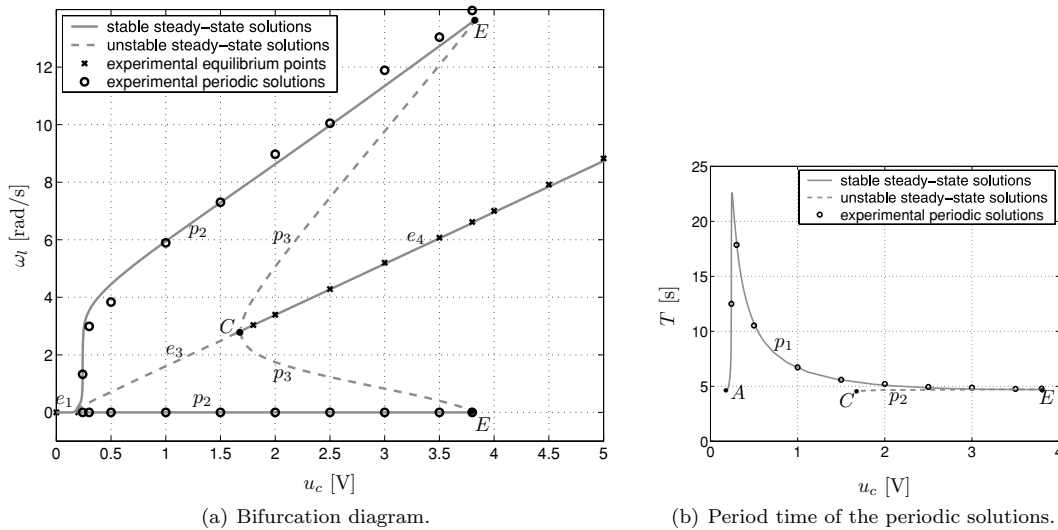 stable steady-state solutions
unstable steady-state solutions
experimental equilibrium points
experimental periodic solutions
12
10
8
6
4
2
0
ω_l [rad/s]
E
p_2
p_3
e_4
C
e_3
p_3
e_1
p_2
E
0 0.5 1 1.5 2 2.5 3 3.5 4 4.5 5
u_c [V]
(a) Bifurcation diagram.
25
20
15
10
5
0
T [s]
stable steady-state solutions
unstable steady-state solutions
experimental periodic solutions
p_1
A
C
p_2
E
0 1 2 3 4
u_c [V]
(b) Period time of the periodic solutions.